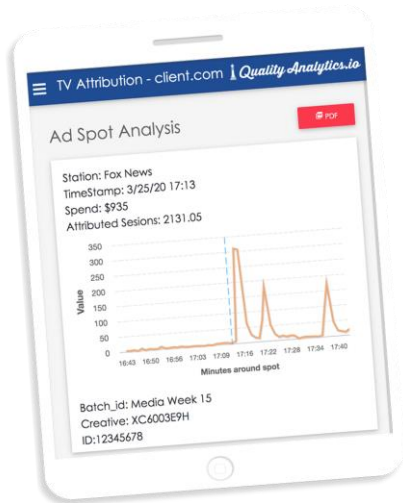 TV Attribution - client.com Quality Analytics.io
Ad Spot Analysis
PDF
Station: Fox News
TimeStamp: 3/25/20 17:13
Spend: $935
Attributed Sesions: 2131.05
350
300
250
200
150
100
50
0
Value
16:43 16:50 16:56 17:03 17:09 17:16 17:22 17:28 17:34 17:40
Minutes around spot
Batch_id: Media Week 15
Creative: XC6003E9H
ID:12345678